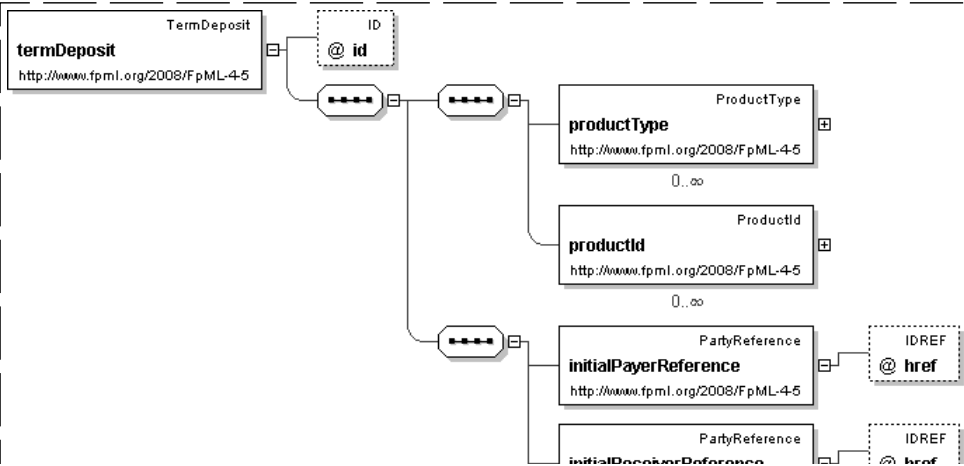 TermDeposit
termDeposit
http://www.fpml.org/2008/FpML-4-5
ID
@ id
ProductType
productType
http://www.fpml.org/2008/FpML-4-5
0..∞
ProductId
productId
http://www.fpml.org/2008/FpML-4-5
0..∞
PartyReference
initialPayerReference
http://www.fpml.org/2008/FpML-4-5
IDREF
@ href
PartyReference
initialReceiverReference
IDREF
@ href